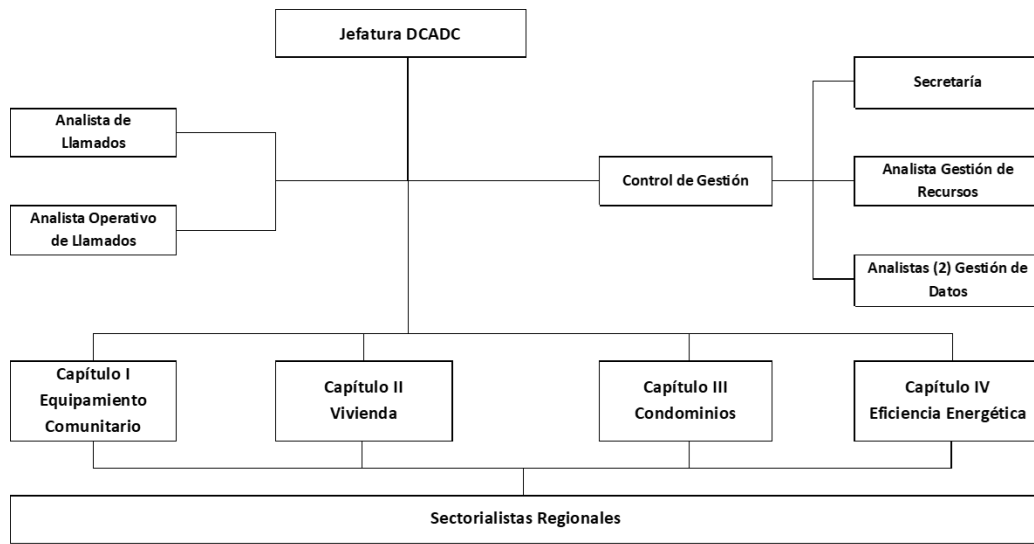 Jefatura DCADC
Secretaría
Analista de
Llamados
Control de Gestión
Analista Gestión de
Recursos
Analista Operativo
de Llamados
Analistas (2) Gestión de
Datos
Capítulo I
Equipamiento
Comunitario
Capítulo II
Vivienda
Capítulo III
Condominios
Capítulo IV
Eficiencia Energética
Sectorialistas Regionales